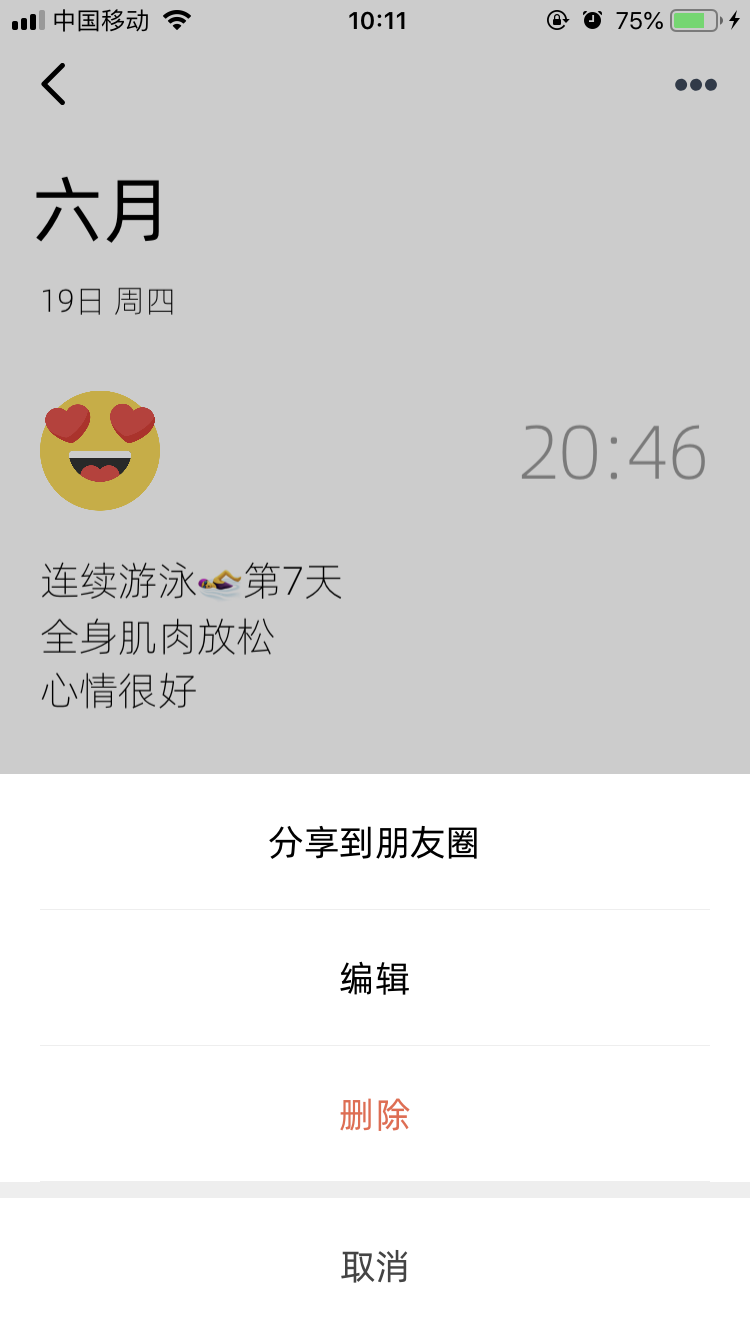 中国移动 10:11 75%
六月
19日 周四
20:46
连续游泳🏊第7天
全身肌肉放松
心情很好
分享到朋友圈
编辑
删除
取消